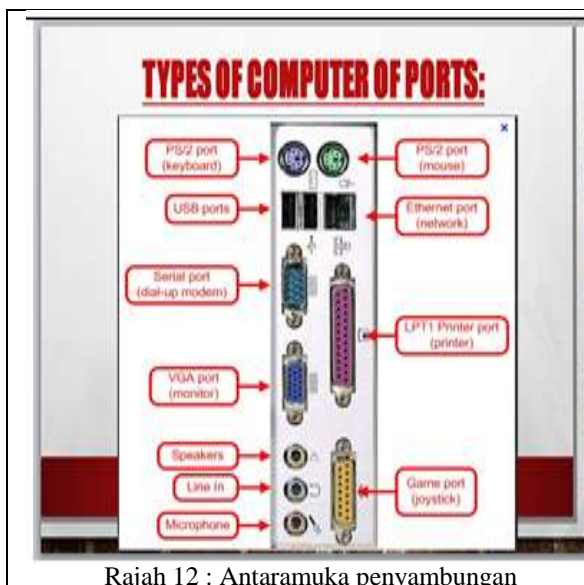 TYPES OF COMPUTER OF PORTS:
PS/2 port
(keyboard)
PS/2 port
(mouse)
USB ports
Ethernet port
(network)
Serial port
(dial-up modem)
LPT1 Printer port
(printer)
VGA port
(monitor)
Speakers
Line In
Microphone
Game port
(joystick)
Rajah 12 : Antaramuka penyambungan